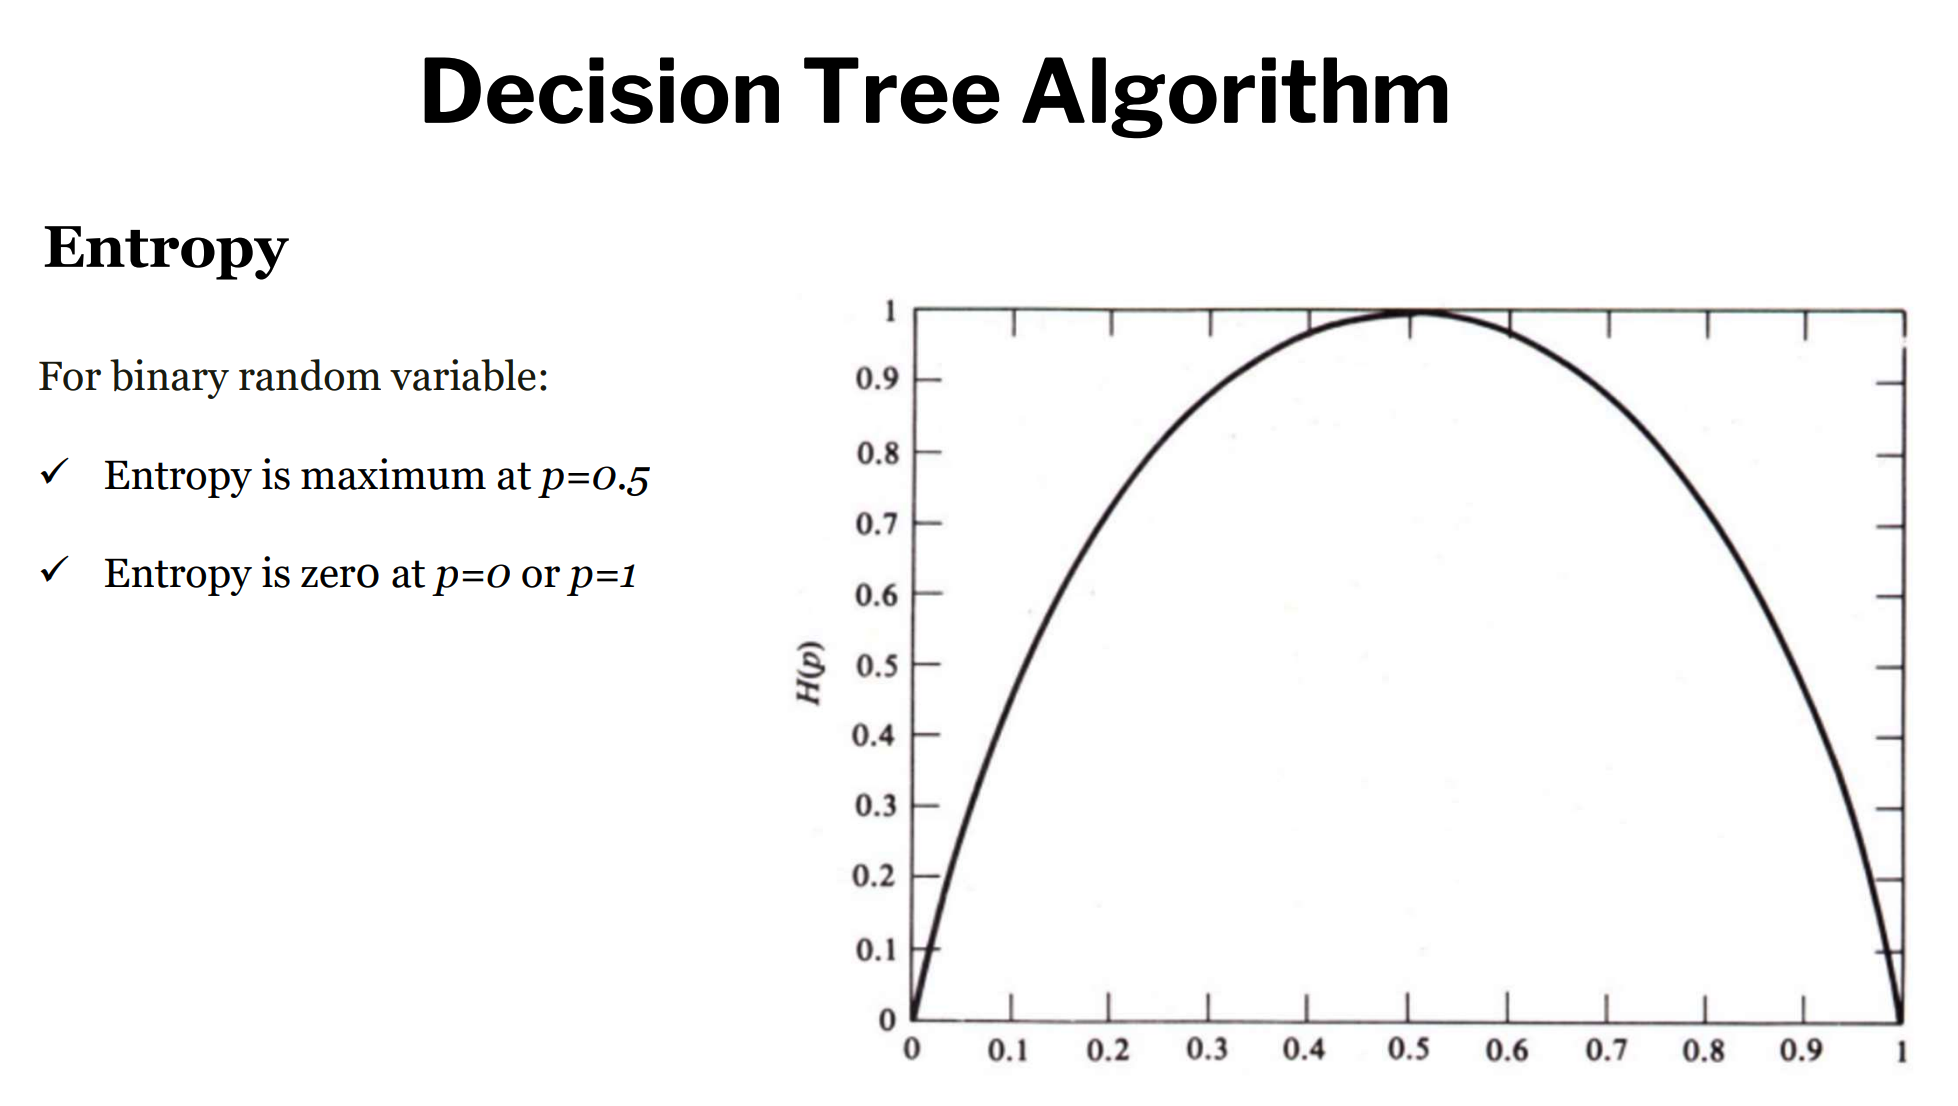 Decision Tree Algorithm
Entropy
For binary random variable:
✓ Entropy is maximum at p=0.5
✓ Entropy is zero at p=0 or p=1
1
0.9
0.8
0.7
0.6
0.5
0.4
0.3
0.2
0.1
0
H(p)
0 0.1 0.2 0.3 0.4 0.5 0.6 0.7 0.8 0.9 1